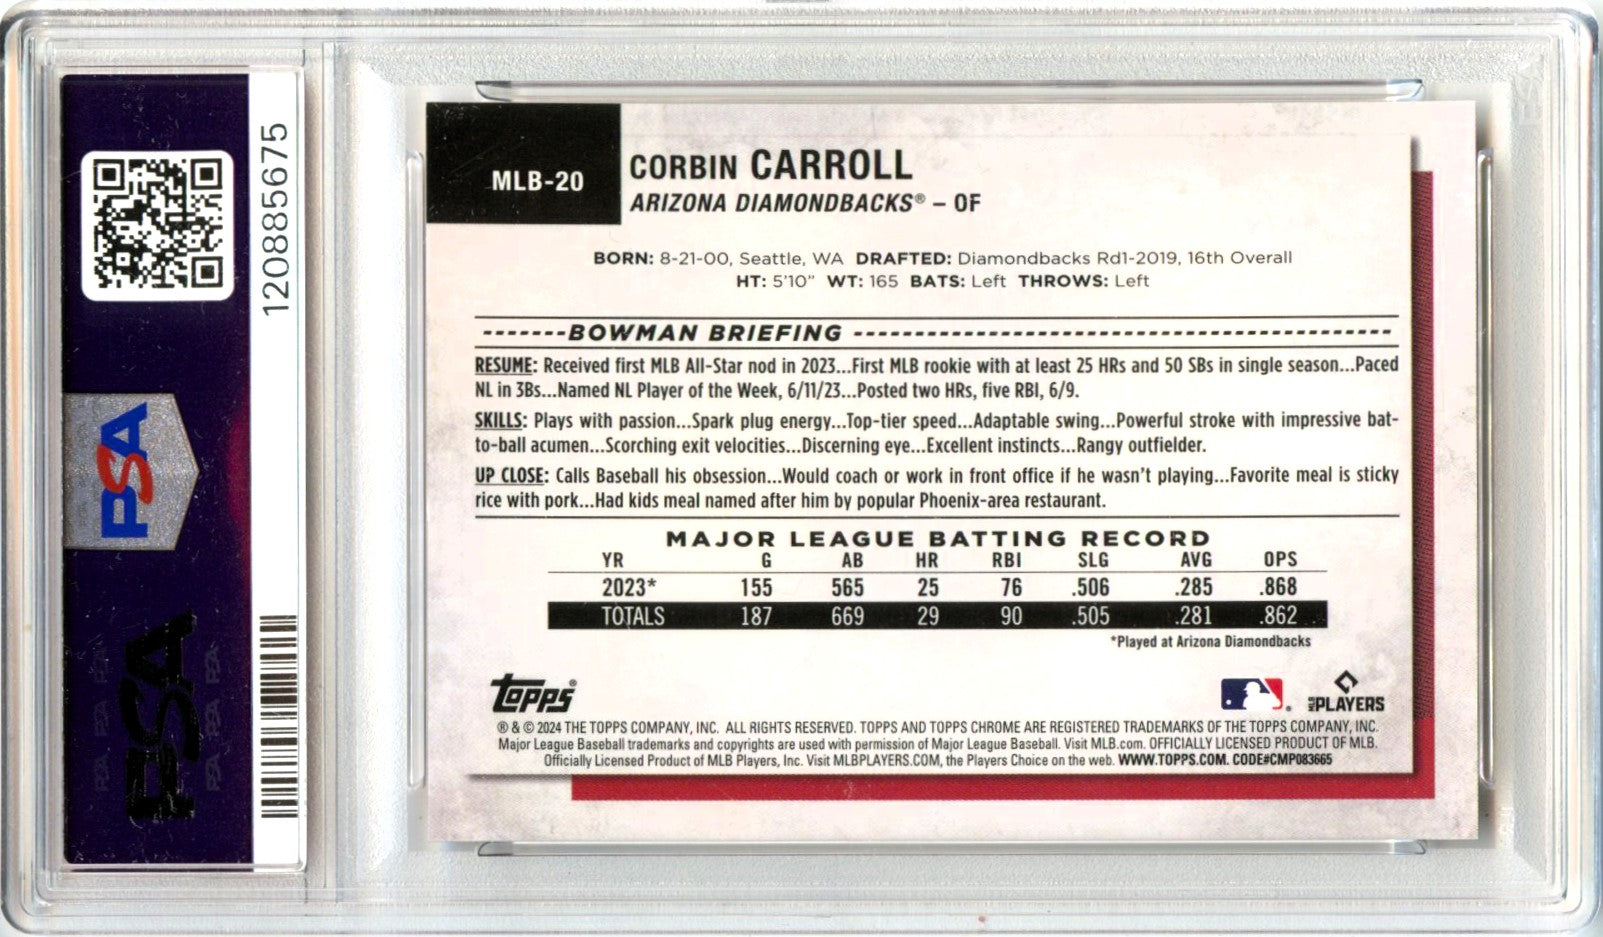 120885675
PSA
PSA
MLB-20
CORBIN CARROLL
ARIZONA DIAMONDBACKS® – OF
BORN: 8-21-00, Seattle, WA DRAFTED: Diamondbacks Rd1-2019, 16th Overall
HT: 5'10" WT: 165 BATS: Left THROWS: Left
BOWMAN BRIEFING
RESUME: Received first MLB All-Star nod in 2023...First MLB rookie with at least 25 HRs and 50 SBs in single season...Paced
NL in 3Bs...Named NL Player of the Week, 6/11/23...Posted two HRs, five RBI, 6/9.
SKILLS: Plays with passion...Spark plug energy...Top-tier speed...Adaptable swing...Powerful stroke with impressive bat-
to-ball acumen...Scorching exit velocities...Discerning eye...Excellent instincts...Rangy outfielder.
UP CLOSE: Calls Baseball his obsession...Would coach or work in front office if he wasn't playing...Favorite meal is sticky
rice with pork...Had kids meal named after him by popular Phoenix-area restaurant.
MAJOR LEAGUE BATTING RECORD
YR G AB HR RBI SLG AVG OPS
2023* 155 565 25 76 .506 .285 .868
TOTALS 187 669 29 90 .505 .281 .862
*Played at Arizona Diamondbacks
Topps®
MLB PLAYERS
® & © 2024 THE TOPPS COMPANY, INC. ALL RIGHTS RESERVED. TOPPS AND TOPPS CHROME ARE REGISTERED TRADEMARKS OF THE TOPPS COMPANY, INC.
Major League Baseball trademarks and copyrights are used with permission of Major League Baseball. Visit MLB.com. OFFICIALLY LICENSED PRODUCT OF MLB.
Officially Licensed Product of MLB Players, Inc. Visit MLBPLAYERS.COM, the Players Choice on the web. WWW.TOPPS.COM. CODE#CMP083665